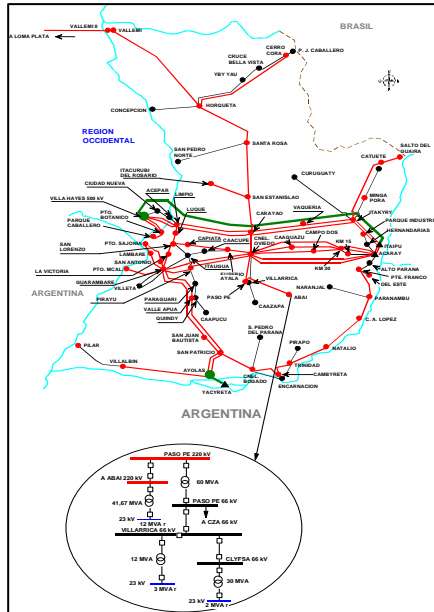 BRASIL
VALLEMI II
VALLEMI
A LOMA PLATA
CERRO
CORA
P. J. CABALLERO
CRUCE
BELLA VISTA
YBY YAU
CONCEPCION
HORQUETA
REGION
OCCIDENTAL
SAN PEDRO
NORTE
SANTA ROSA
SALTO DEL
GUAIRA
CATUETE
CURUGUATY
ITACURUBI
DEL ROSARIO
MINGA
PORA
CIUDAD NUEVA
ACEPAR
LIMPIO
SAN ESTANISLAO
VILLA HAYES 500 kV
LUQUE
VAQUERIA
ITAKYRY
PTO.
BOTANICO
CARAYAO
PARQUE INDUSTRI
PARQUE
CABALLERO
CAMPO DOS
HERNANDARIAS
CNEL.
OVIEDO
CAAGUAZU
KM 15
PTO. SAJONIA
CAPIATA
CAACUPE
ITAIPU
SAN
LORENZO
LAMBARE
ACARAY
SAN ANTONIO
ITAUGUA
EUSEBIO
AYALA
KM 30
ALTO PARANA
LA VICTORIA
PTO. MCAL.
VILLARRICA
PTE. FRANCO
DEL ESTE
GUARAMBARE
ARGENTINA
VILLETA
PARAGUARI
PASO PE
NARANJAL
ABAI
PIRAYU
VALLE APUA
CAAZAPA
PARANAMBU
QUIINDY
CAAPUCU
C. A. LOPEZ
S. PEDRO
DEL PARANA
PIRAPO
SAN JUAN
BAUTISTA
PILAR
NATALIO
SAN PATRICIO
VILLALBIN
TRINIDAD
AYOLAS
CNEL.
BOGADO
CAMBYRETA
ENCARNACION
YACYRETA
ARGENTINA
PASO PE 220 kV
A ABAI 220 kV
60 MVA
41,67 MVA
PASO PE 66 kV
23 kV
12 MVA r
A CZA 66 kV
VILLARRICA 66 kV
12 MVA
CLYFSA 66 kV
23 kV
3 MVA r
30 MVA
23 kV
2 MVA r